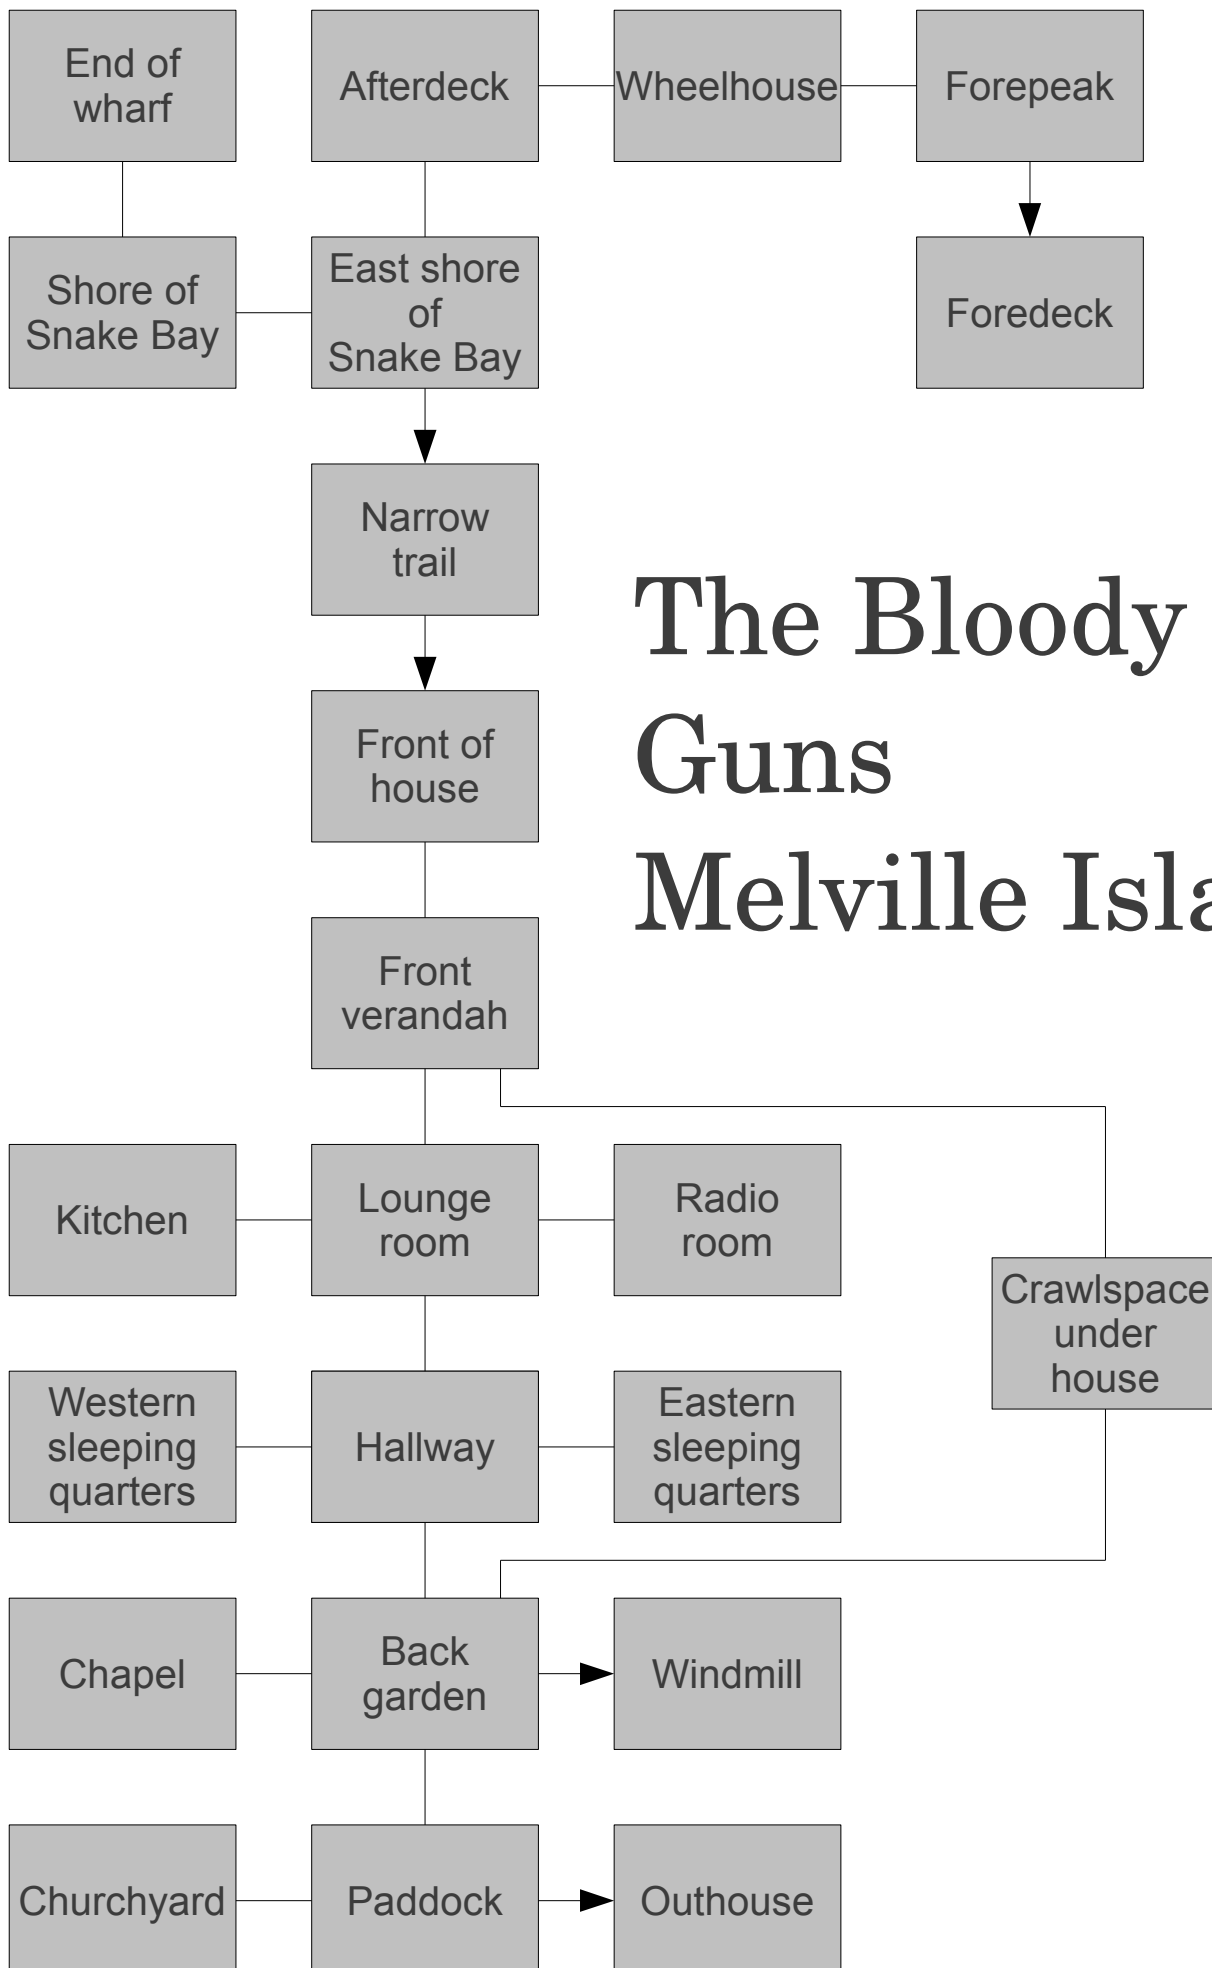 End of
wharf
Afterdeck
Wheelhouse
Forepeak
Shore of
Snake Bay
East shore
of
Snake Bay
Foredeck
Narrow
trail
The Bloody
Guns
Melville Isla
Front of
house
Front
verandah
Kitchen
Lounge
room
Radio
room
Crawlspace
under
house
Western
sleeping
quarters
Hallway
Eastern
sleeping
quarters
Chapel
Back
garden
Windmill
Churchyard
Paddock
Outhouse